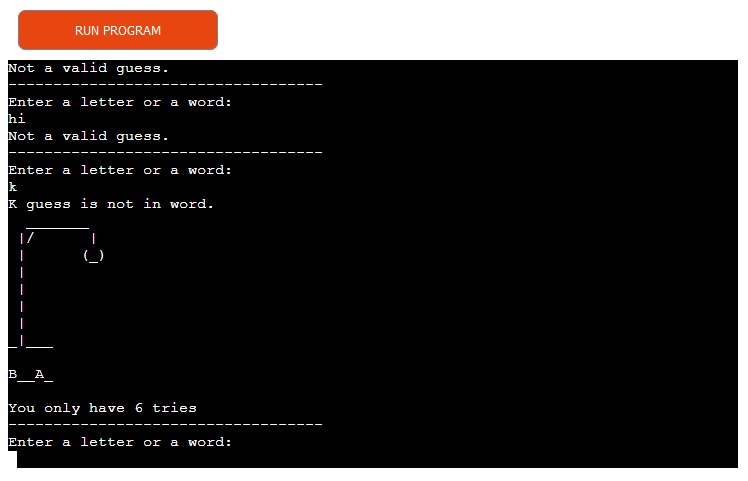 RUN PROGRAM
Not a valid guess.
-----------------------------------
Enter a letter or a word:
hi
Not a valid guess.
-----------------------------------
Enter a letter or a word:
k
K guess is not in word.
  _______
 |/      |
 |      (_)
 |
 |
 |
 |
_|___
B__A_
You only have 6 tries
-----------------------------------
Enter a letter or a word: